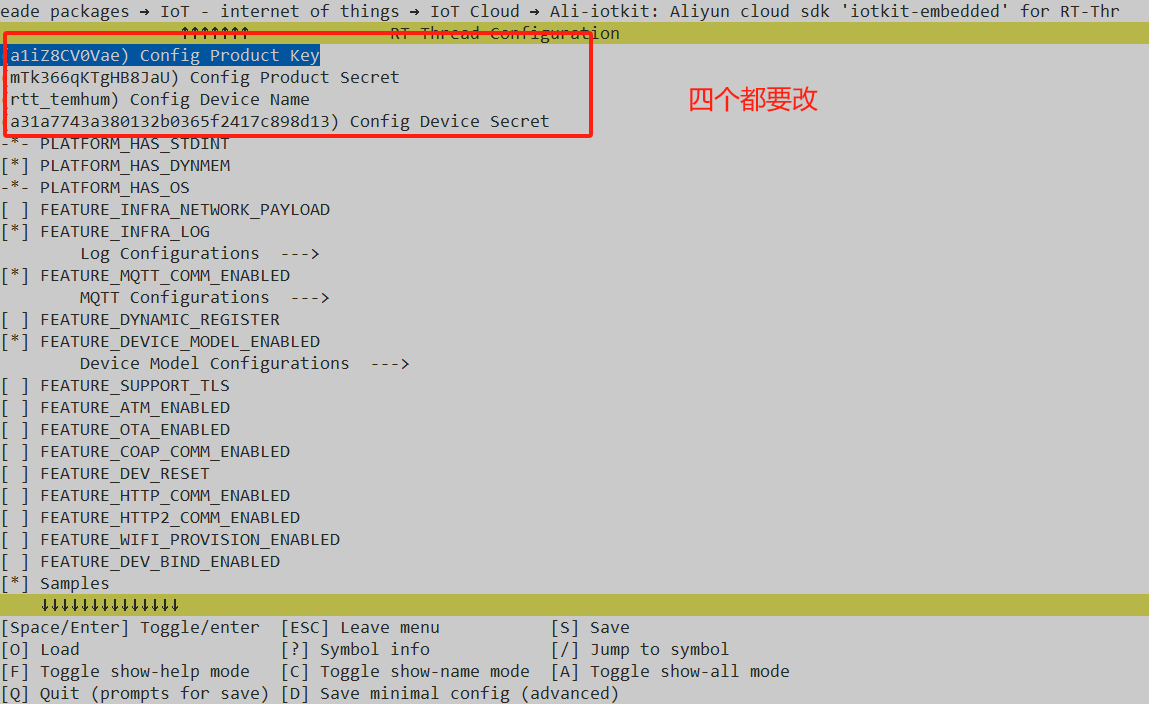 eade packages → IoT - internet of things → IoT Cloud → Ali-iotkit: Aliyun cloud sdk 'iotkit-embedded' for RT-Thr
↑↑↑↑↑↑↑ RT-Thread Configuration
(a1iZ8CV0Vae) Config Product Key
(mTk366qKTgHB8JaU) Config Product Secret
(rtt_temhum) Config Device Name
四个都要改
(a31a7743a380132b0365f2417c898d13) Config Device Secret
-*- PLATFORM_HAS_STDINT
[*] PLATFORM_HAS_DYNMEM
-*- PLATFORM_HAS_OS
[ ] FEATURE_INFRA_NETWORK_PAYLOAD
[*] FEATURE_INFRA_LOG
Log Configurations --->
[*] FEATURE_MQTT_COMM_ENABLED
MQTT Configurations --->
[ ] FEATURE_DYNAMIC_REGISTER
[*] FEATURE_DEVICE_MODEL_ENABLED
Device Model Configurations --->
[ ] FEATURE_SUPPORT_TLS
[ ] FEATURE_ATM_ENABLED
[ ] FEATURE_OTA_ENABLED
[ ] FEATURE_COAP_COMM_ENABLED
[ ] FEATURE_DEV_RESET
[ ] FEATURE_HTTP_COMM_ENABLED
[ ] FEATURE_HTTP2_COMM_ENABLED
[ ] FEATURE_WIFI_PROVISION_ENABLED
[ ] FEATURE_DEV_BIND_ENABLED
[*] Samples
↓↓↓↓↓↓↓↓↓↓↓↓↓↓
[Space/Enter] Toggle/enter [ESC] Leave menu [S] Save
[O] Load [?] Symbol info [/] Jump to symbol
[F] Toggle show-help mode [C] Toggle show-name mode [A] Toggle show-all mode
[Q] Quit (prompts for save) [D] Save minimal config (advanced)